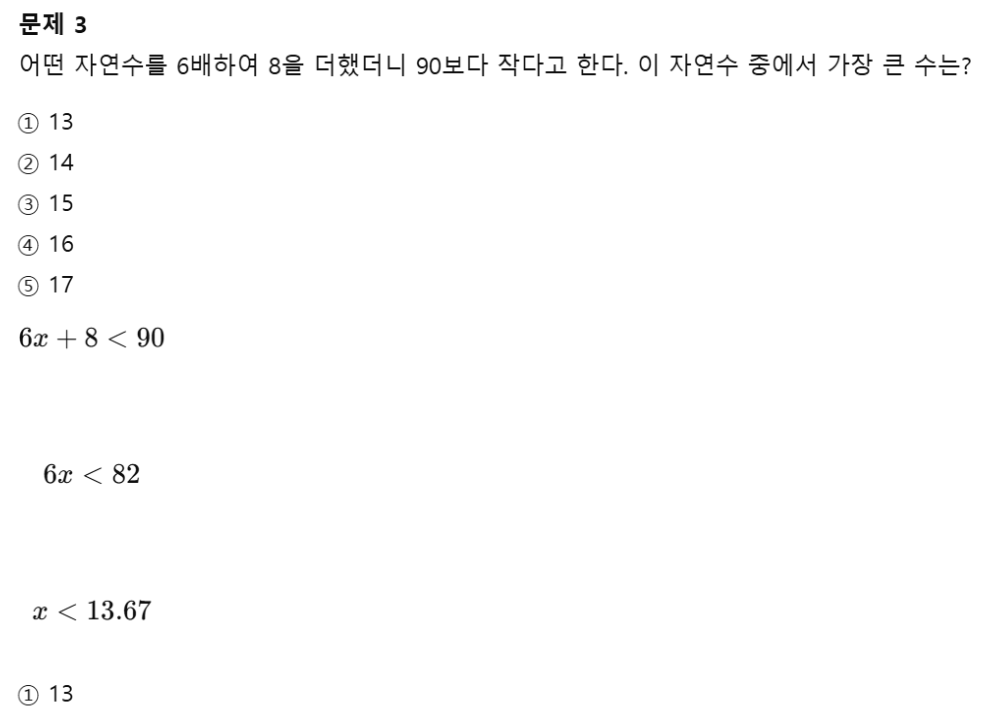 문제 3
어떤 자연수를 6배하여 8을 더했더니 90보다 작다고 한다. 이 자연수 중에서 가장 큰 수는?
① 13
② 14
③ 15
④ 16
⑤ 17
6x + 8 < 90
6x < 82
x < 13.67
① 13